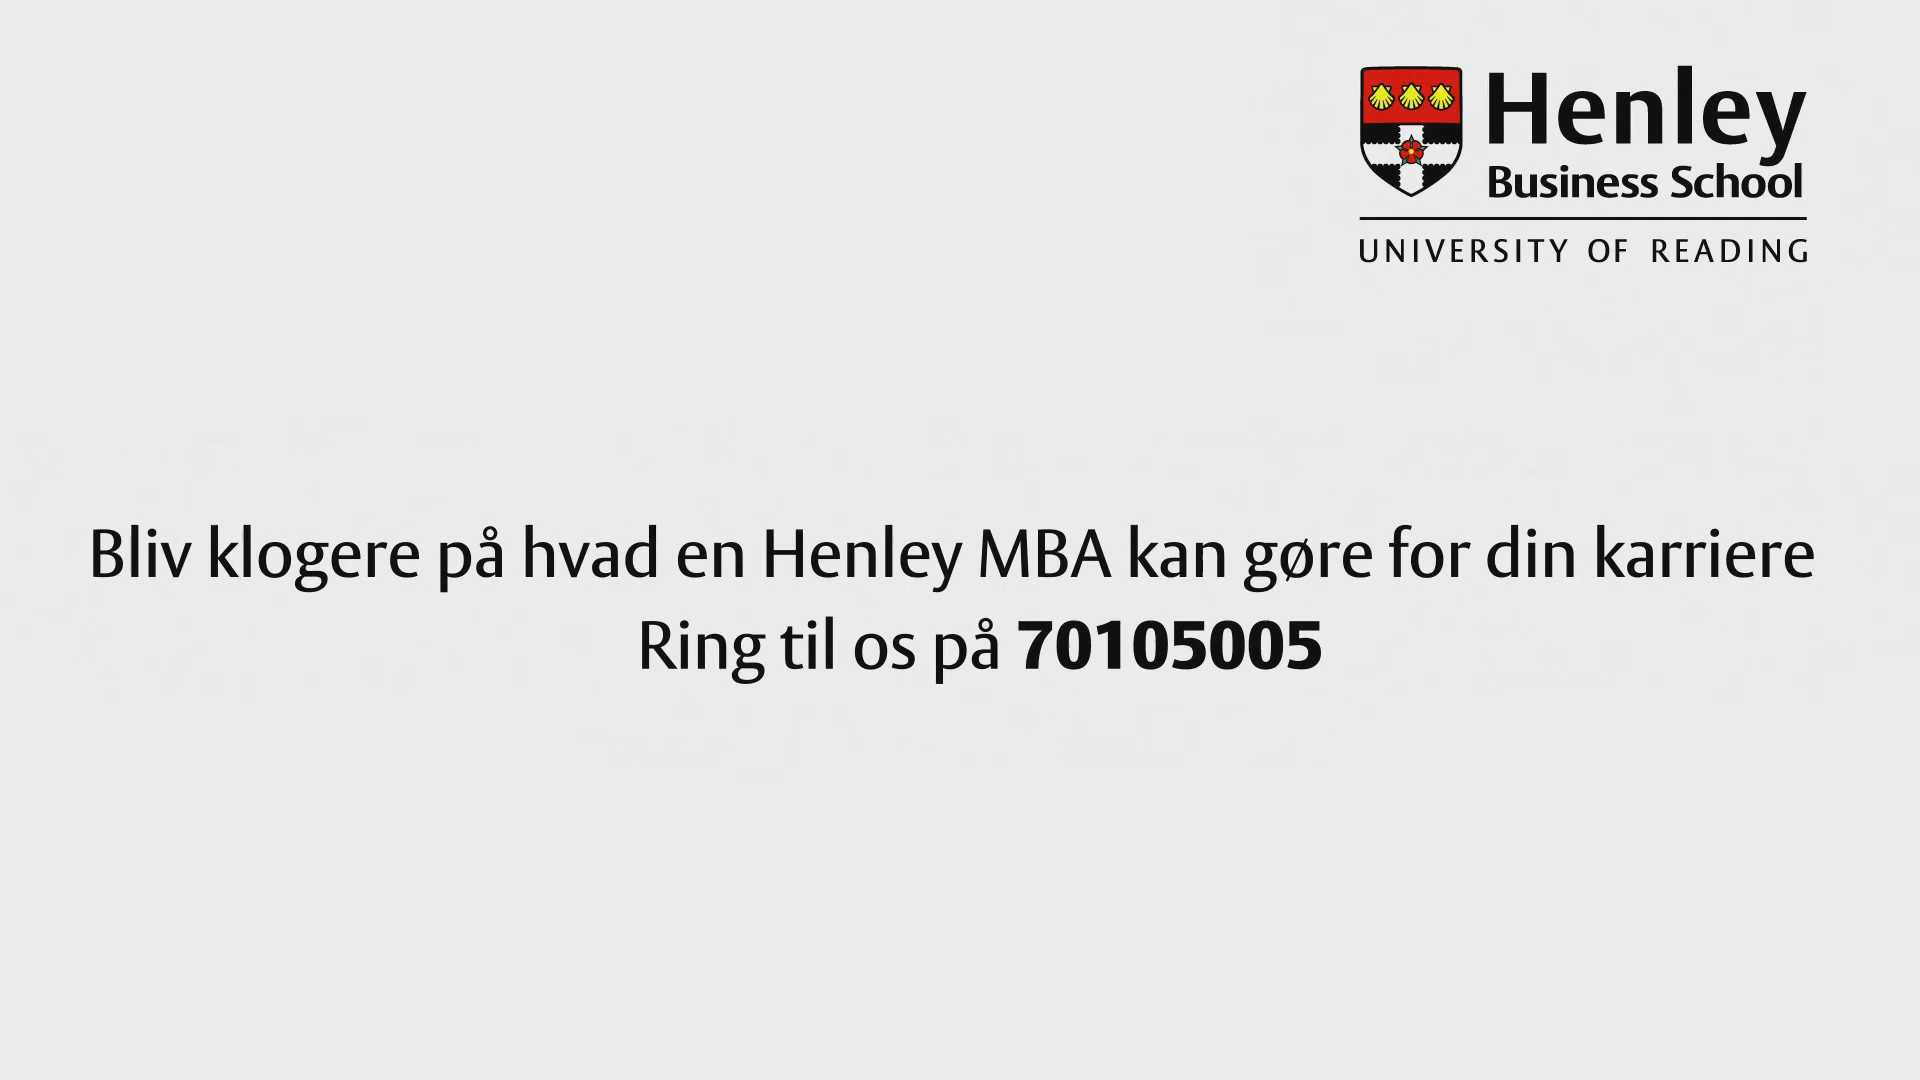 Henley
Business School
UNIVERSITY OF READING
Bliv klogere på hvad en Henley MBA kan gøre for din karriere
Ring til os på 70105005